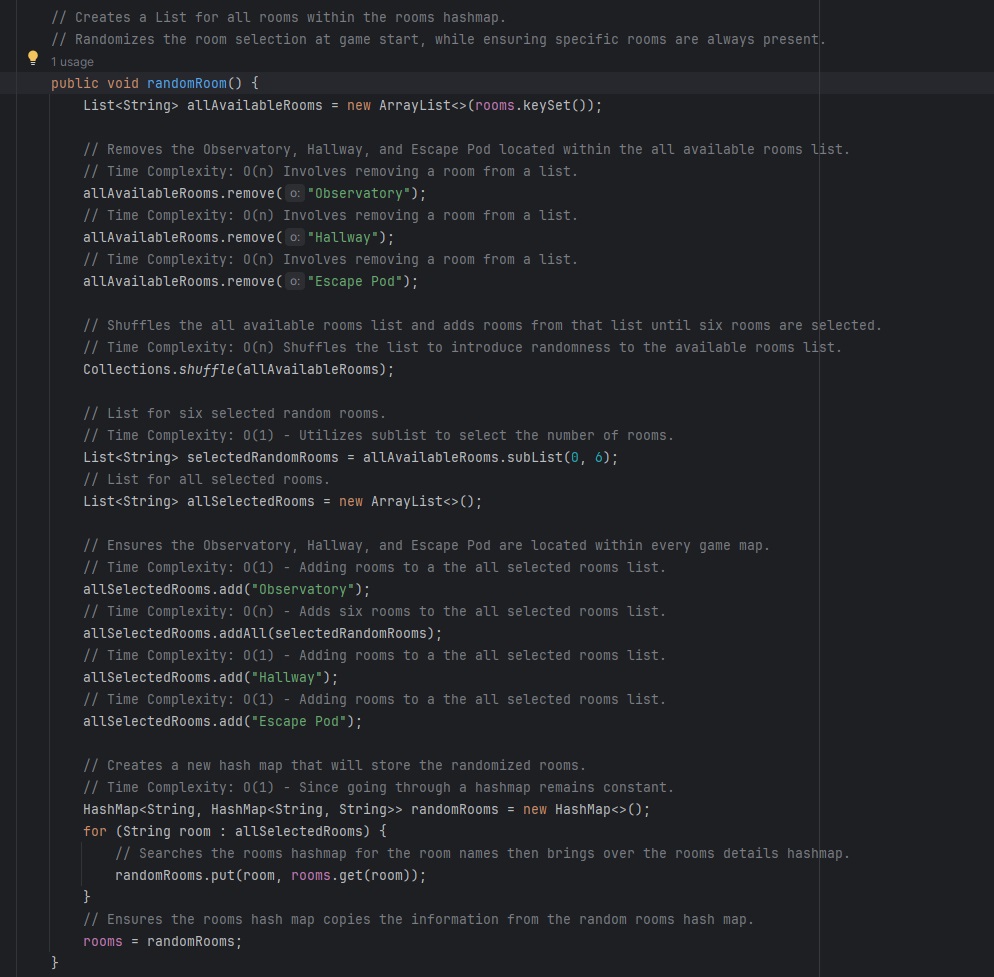 // Creates a List for all rooms within the rooms hashmap.
// Randomizes the room selection at game start, while ensuring specific rooms are always present.
1 usage
public void randomRoom() {
    List<String> allAvailableRooms = new ArrayList<>(rooms.keySet());

    // Removes the Observatory, Hallway, and Escape Pod located within the all available rooms list.
    // Time Complexity: O(n) Involves removing a room from a list.
    allAvailableRooms.remove( o: "Observatory");
    // Time Complexity: O(n) Involves removing a room from a list.
    allAvailableRooms.remove( o: "Hallway");
    // Time Complexity: O(n) Involves removing a room from a list.
    allAvailableRooms.remove( o: "Escape Pod");

    // Shuffles the all available rooms list and adds rooms from that list until six rooms are selected.
    // Time Complexity: O(n) Shuffles the list to introduce randomness to the available rooms list.
    Collections.shuffle(allAvailableRooms);

    // List for six selected random rooms.
    // Time Complexity: O(1) - Utilizes sublist to select the number of rooms.
    List<String> selectedRandomRooms = allAvailableRooms.subList(0, 6);
    // List for all selected rooms.
    List<String> allSelectedRooms = new ArrayList<>();

    // Ensures the Observatory, Hallway, and Escape Pod are located within every game map.
    // Time Complexity: O(1) - Adding rooms to a the all selected rooms list.
    allSelectedRooms.add("Observatory");
    // Time Complexity: O(n) - Adds six rooms to the all selected rooms list.
    allSelectedRooms.addAll(selectedRandomRooms);
    // Time Complexity: O(1) - Adding rooms to a the all selected rooms list.
    allSelectedRooms.add("Hallway");
    // Time Complexity: O(1) - Adding rooms to a the all selected rooms list.
    allSelectedRooms.add("Escape Pod");

    // Creates a new hash map that will store the randomized rooms.
    // Time Complexity: O(1) - Since going through a hashmap remains constant.
    HashMap<String, HashMap<String, String>> randomRooms = new HashMap<>();
    for (String room : allSelectedRooms) {
        // Searches the rooms hashmap for the room names then brings over the rooms details hashmap.
        randomRooms.put(room, rooms.get(room));
    }
    // Ensures the rooms hash map copies the information from the random rooms hash map.
    rooms = randomRooms;
}